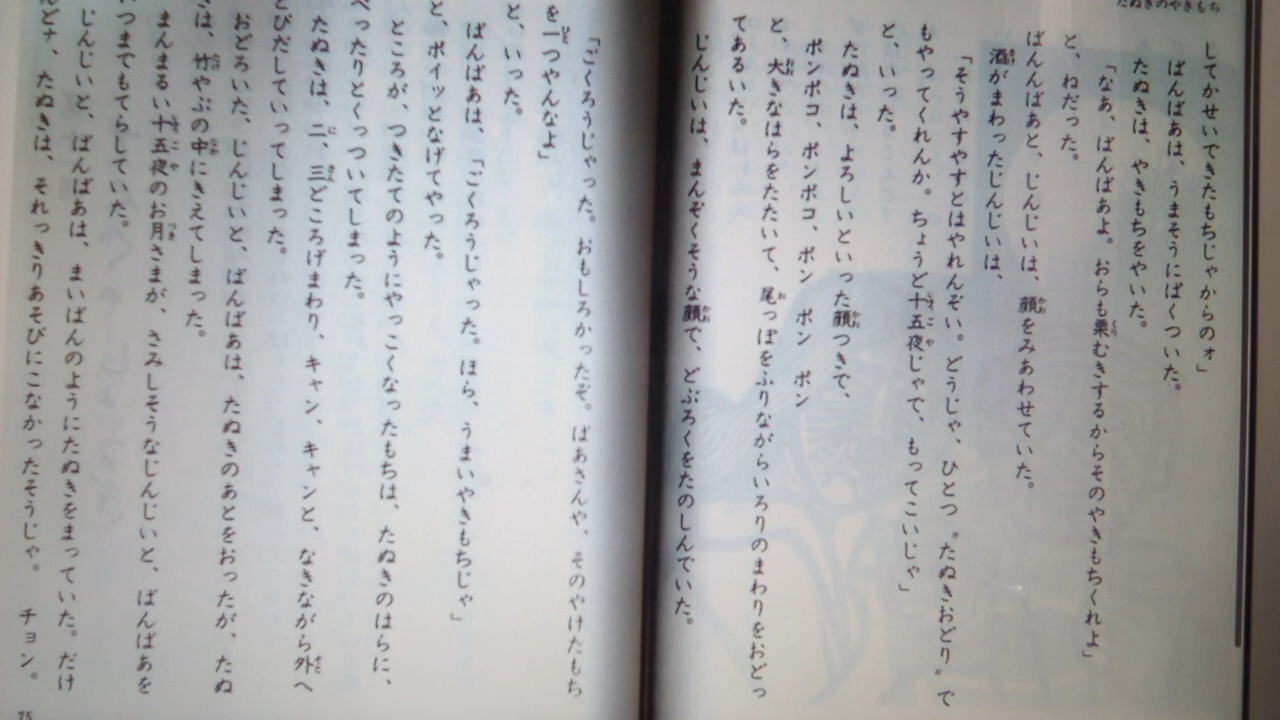 たぬきのやきもち
してかせいできたもちじゃからのォ」
ばんばあは、うまそうにぱくついた。
たぬきは、やきもちをやいた。
「なあ、ばんばあよ。おらも栗むきするからそのやきもちくれよ」
と、ねだった。
ばんばあと、じんじいは、顔をみあわせていた。
酒がまわったじんじいは、
「そうやすやすとはやれんぞい。どうじゃ、ひとつ〝たぬきおどり〟で
もやってくれんか。ちょうど十五夜じゃで、もってこいじゃ」
と、いった。
たぬきは、よろしいといった顔つきで、
ポンポコ、ポンポコ、ポン　ポン　ポン
と、大きなはらをたたいて、尾っぽをふりながらいろりのまわりをおどっ
てあるいた。
じんじいは、まんぞくそうな顔で、どぶろくをたのしんでいた。
「ごくろうじゃった。おもしろかったぞ。ばあさんや、そのやけたもち
を一つやんなよ」
と、いった。
ばんばあは、「ごくろうじゃった。ほら、うまいやきもちじゃ」
と、ポイッとなげてやった。
ところが、つきたてのようにやっこくなったもちは、たぬきのはらに、
ぺったりとくっついてしまった。
たぬきは、二、三どころげまわり、キャン、キャンと、なきながら外へ
とびだしていってしまった。
おどろいた、じんじいと、ばんばあは、たぬきのあとをおったが、たぬ
は、竹やぶの中にきえてしまった。
まんまるい十五夜のお月さまが、さみしそうなじんじいと、ばんばあを
つまでもてらしていた。
じんじいと、ばんばあは、まいばんのようにたぬきをまっていた。だけ
んどナ、たぬきは、それっきりあそびにこなかったそうじゃ。　チョン。
75